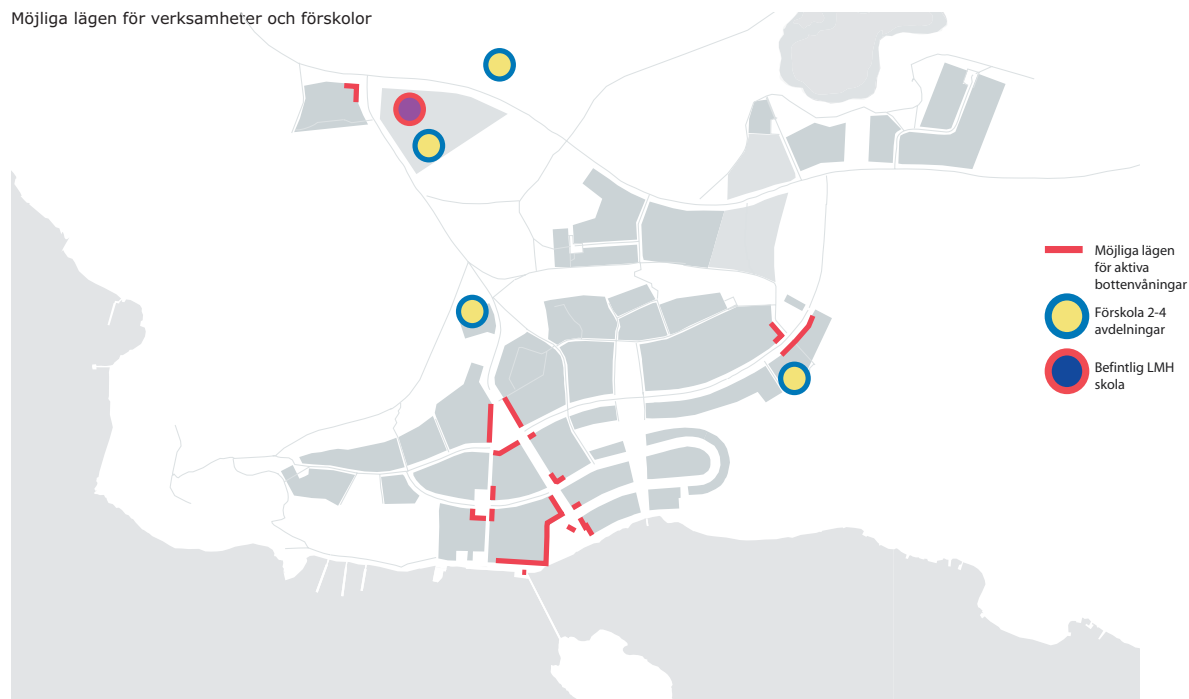 Möjliga lägen för verksamheter och förskolor
Möjliga lägen
för aktiva
bottenvåningar
Förskola 2-4
avdelningar
Befintlig LMH
skola